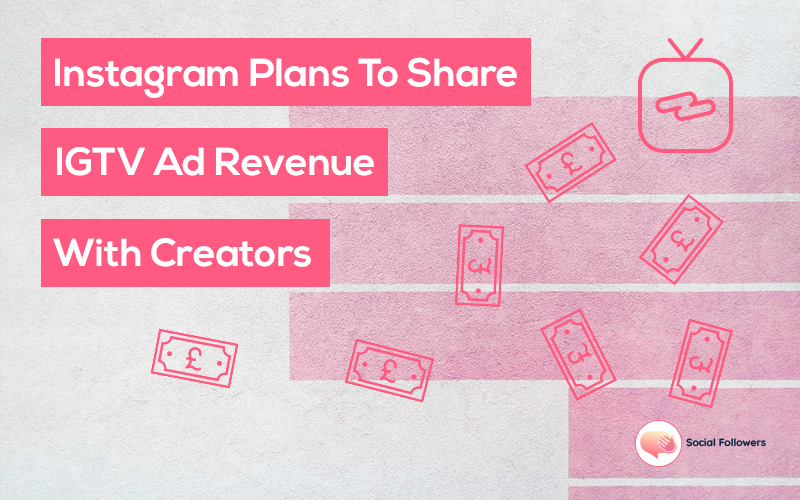 Instagram Plans To Share
IGTV Ad Revenue
With Creators
£
£
£
£
£
£
£
Social Followers